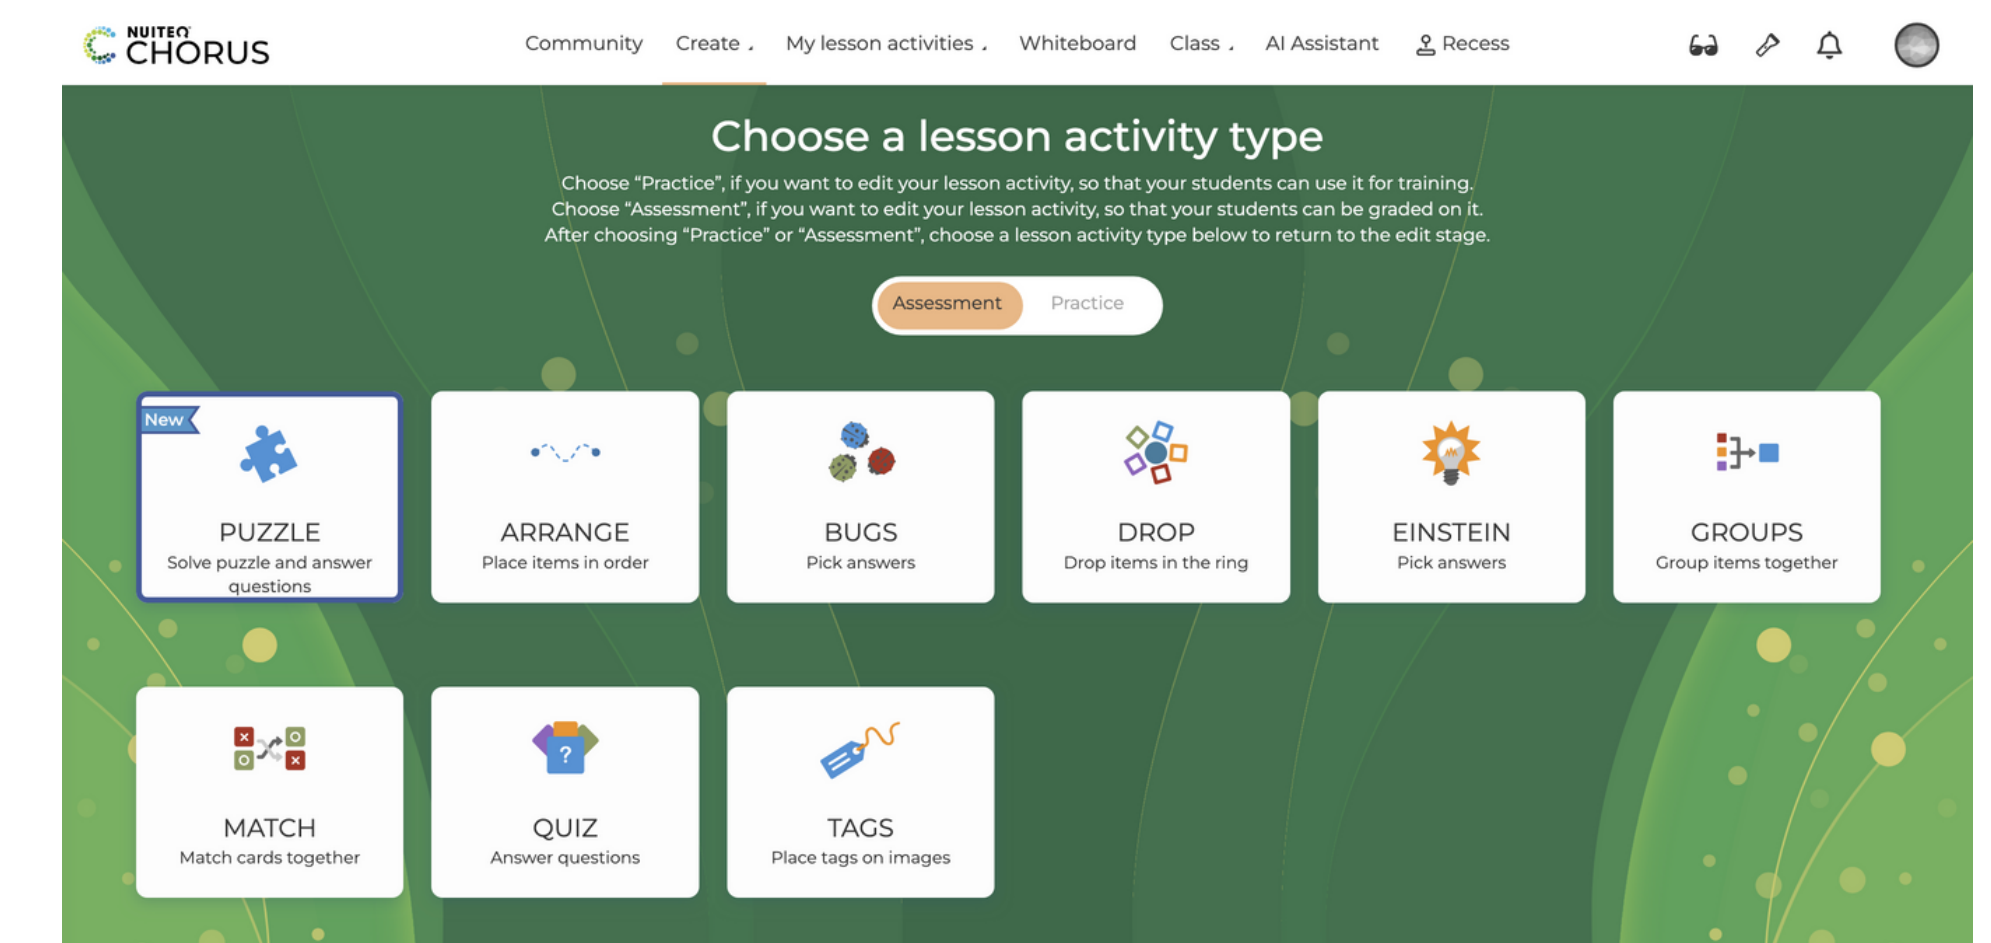 NUITEQ
CHORUS
Community Create My lesson activities Whiteboard Class AI Assistant Recess
Choose a lesson activity type
Choose “Practice”, if you want to edit your lesson activity, so that your students can use it for training.
Choose “Assessment”, if you want to edit your lesson activity, so that your students can be graded on it.
After choosing “Practice” or “Assessment”, choose a lesson activity type below to return to the edit stage.
Assessment Practice
New
PUZZLE
Solve puzzle and answer
questions
ARRANGE
Place items in order
BUGS
Pick answers
DROP
Drop items in the ring
EINSTEIN
Pick answers
GROUPS
Group items together
MATCH
Match cards together
?
QUIZ
Answer questions
TAGS
Place tags on images